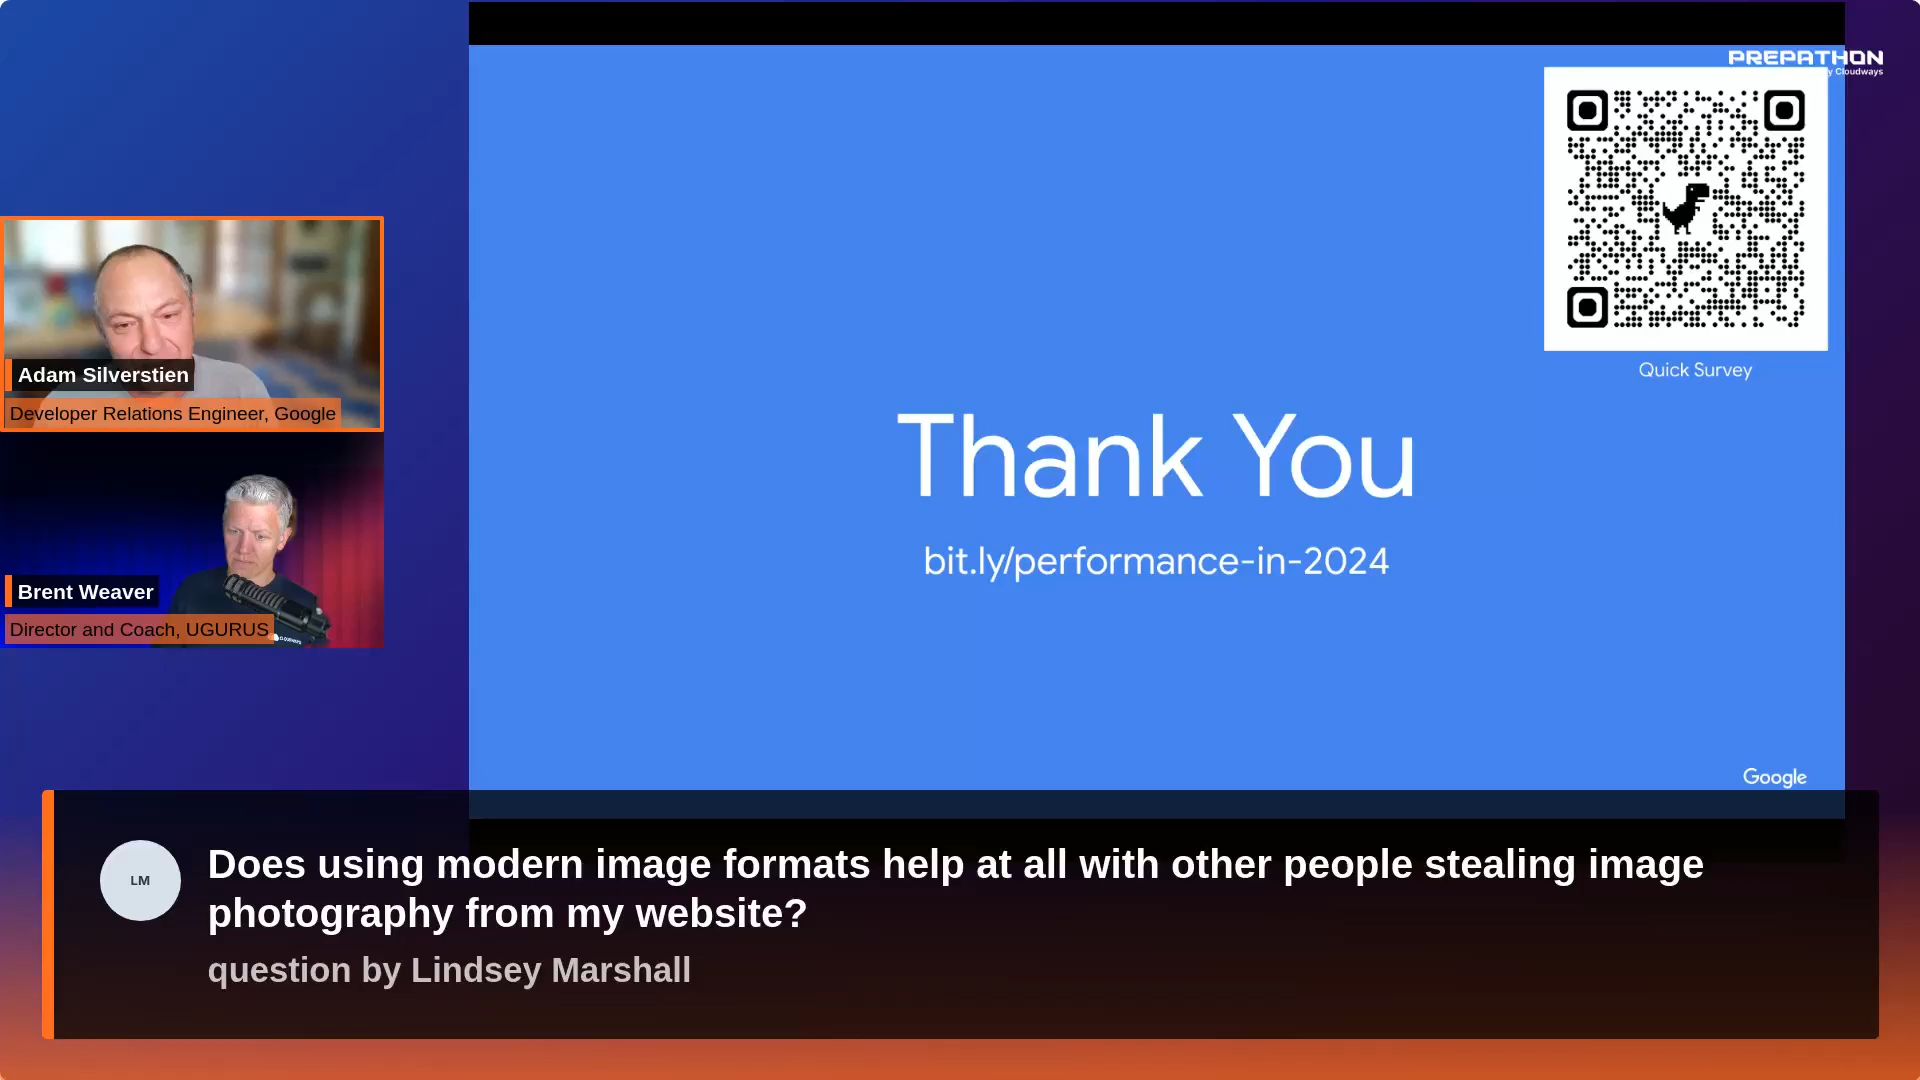 PREPATHON
y Cloudways
Quick Survey
Thank You
bit.ly/performance-in-2024
Google
Adam Silverstien
Developer Relations Engineer, Google
Brent Weaver
Director and Coach, UGURUS
LM
Does using modern image formats help at all with other people stealing image
photography from my website?
question by Lindsey Marshall